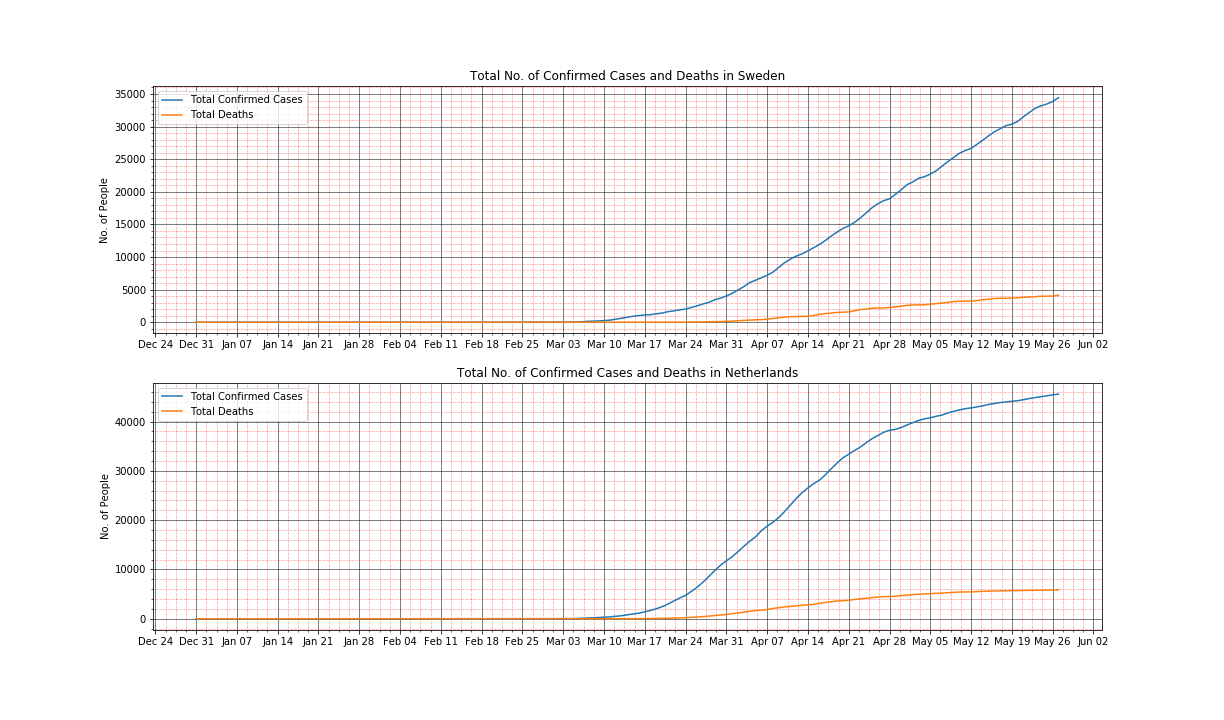 Total No. of Confirmed Cases and Deaths in Sweden
35000
30000
25000
20000
15000
10000
5000
0
No. of People
Total Confirmed Cases
Total Deaths
Dec 24 Dec 31 Jan 07 Jan 14 Jan 21 Jan 28 Feb 04 Feb 11 Feb 18 Feb 25 Mar 03 Mar 10 Mar 17 Mar 24 Mar 31 Apr 07 Apr 14 Apr 21 Apr 28 May 05 May 12 May 19 May 26 Jun 02
Total No. of Confirmed Cases and Deaths in Netherlands
40000
30000
20000
10000
0
No. of People
Total Confirmed Cases
Total Deaths
Dec 24 Dec 31 Jan 07 Jan 14 Jan 21 Jan 28 Feb 04 Feb 11 Feb 18 Feb 25 Mar 03 Mar 10 Mar 17 Mar 24 Mar 31 Apr 07 Apr 14 Apr 21 Apr 28 May 05 May 12 May 19 May 26 Jun 02